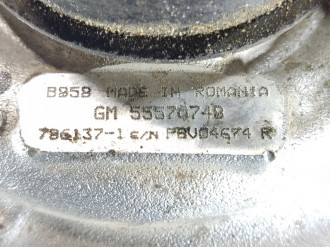 B959 MADE IN ROMANIA
GM 55570748
786137-1 S/N PBV04674 R